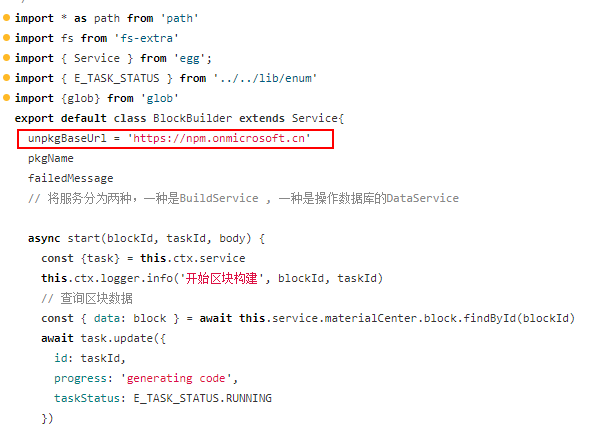 */
import * as path from 'path'
import fs from 'fs-extra'
import { Service } from 'egg';
import { E_TASK_STATUS } from '../../lib/enum'
import {glob} from 'glob'
export default class BlockBuilder extends Service{
unpkgBaseUrl = 'https://npm.onmicrosoft.cn'
pkgName
failedMessage
// 将服务分为两种，一种是BuildService , 一种是操作数据库的DataService
async start(blockId, taskId, body) {
const {task} = this.ctx.service
this.ctx.logger.info('开始区块构建', blockId, taskId)
// 查询区块数据
const { data: block } = await this.service.materialCenter.block.findById(blockId)
await task.update({
id: taskId,
progress: 'generating code',
taskStatus: E_TASK_STATUS.RUNNING
})